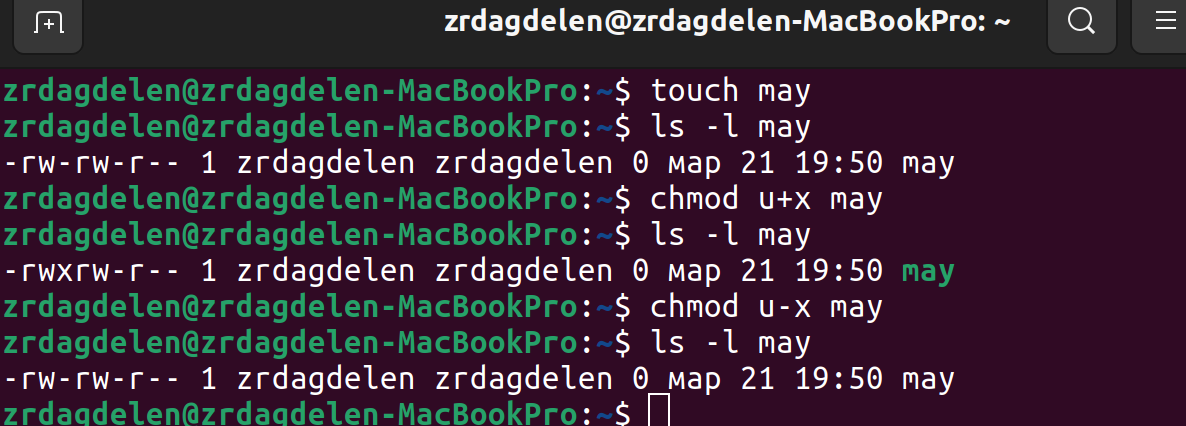 zrdagdelen@zrdagdelen-MacBookPro: ~
zrdagdelen@zrdagdelen-MacBookPro:~$ touch may
zrdagdelen@zrdagdelen-MacBookPro:~$ ls -l may
-rw-rw-r-- 1 zrdagdelen zrdagdelen 0 мар 21 19:50 may
zrdagdelen@zrdagdelen-MacBookPro:~$ chmod u+x may
zrdagdelen@zrdagdelen-MacBookPro:~$ ls -l may
-rwxrw-r-- 1 zrdagdelen zrdagdelen 0 мар 21 19:50 may
zrdagdelen@zrdagdelen-MacBookPro:~$ chmod u-x may
zrdagdelen@zrdagdelen-MacBookPro:~$ ls -l may
-rw-rw-r-- 1 zrdagdelen zrdagdelen 0 мар 21 19:50 may
zrdagdelen@zrdagdelen-MacBookPro:~$